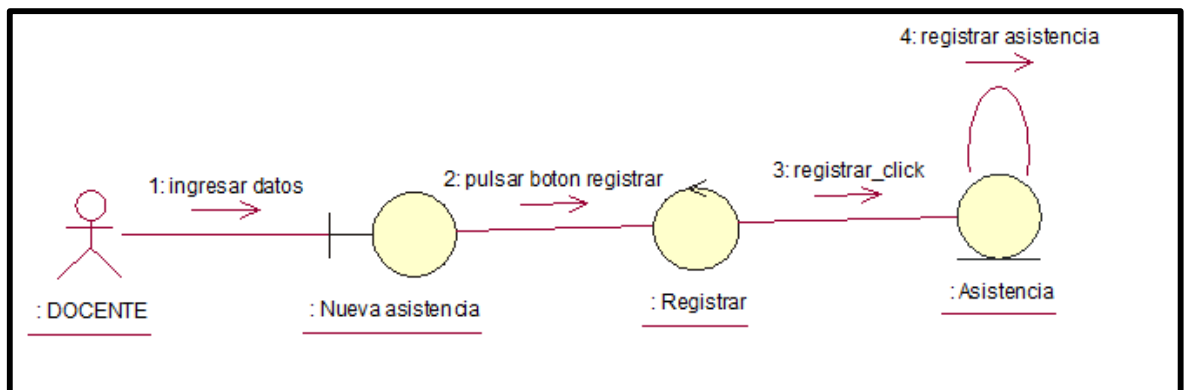 4: registrar asistencia
1: ingresar datos
2: pulsar boton registrar
3: registrar_click
: DOCENTE
: Nueva asistencia
: Registrar
: Asistencia